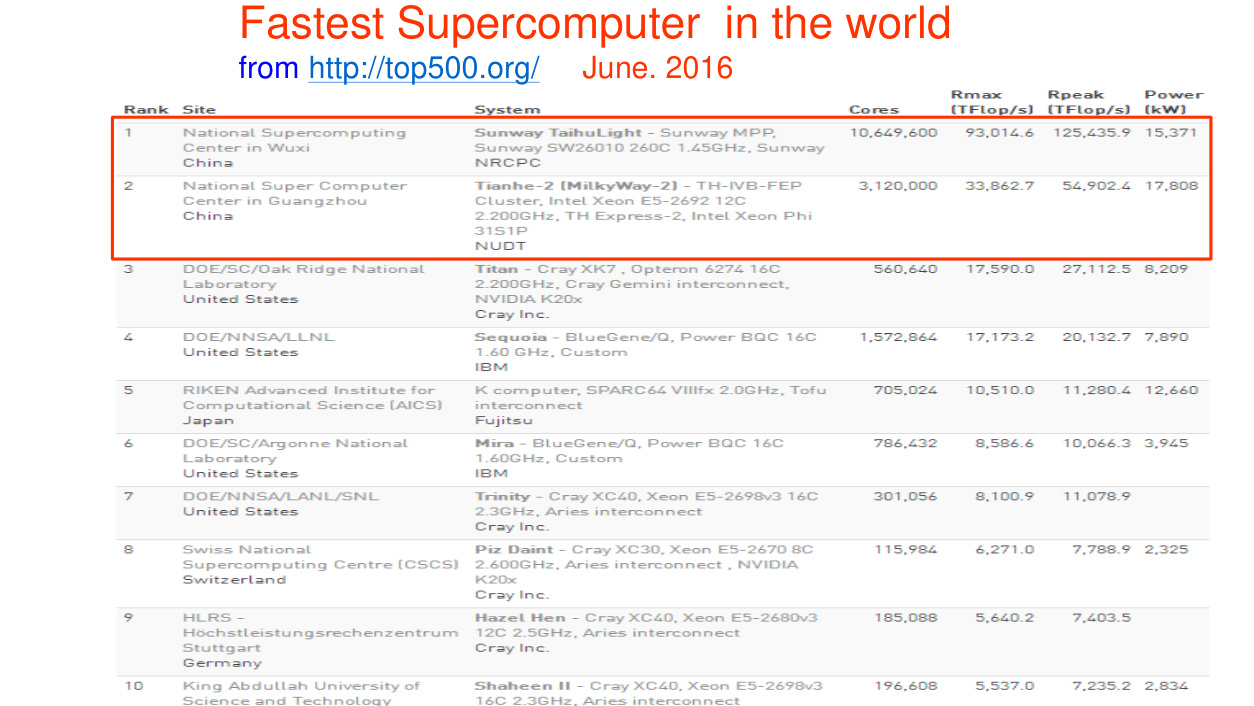 Fastest Supercomputer in the world
from http://top500.org/ June. 2016
Rank Site System Cores Rmax (TFlop/s) Rpeak (TFlop/s) Power (kW)
1 National Supercomputing Center in Wuxi China Sunway TaihuLight - Sunway MPP, Sunway SW26010 260C 1.45GHz, Sunway NRCPC 10,649,600 93,014.6 125,435.9 15,371
2 National Super Computer Center in Guangzhou China Tianhe-2 (MilkyWay-2) - TH-IVB-FEP Cluster, Intel Xeon E5-2692 12C 2.200GHz, TH Express-2, Intel Xeon Phi 31S1P NUDT 3,120,000 33,862.7 54,902.4 17,808
3 DOE/SC/Oak Ridge National Laboratory United States Titan - Cray XK7 , Opteron 6274 16C 2.200GHz, Cray Gemini interconnect, NVIDIA K20x Cray Inc. 560,640 17,590.0 27,112.5 8,209
4 DOE/NNSA/LLNL United States Sequoia - BlueGene/Q, Power BQC 16C 1.60 GHz, Custom IBM 1,572,864 17,173.2 20,132.7 7,890
5 RIKEN Advanced Institute for Computational Science (AICS) Japan K computer, SPARC64 VIIIfx 2.0GHz, Tofu interconnect Fujitsu 705,024 10,510.0 11,280.4 12,660
6 DOE/SC/Argonne National Laboratory United States Mira - BlueGene/Q, Power BQC 16C 1.60GHz, Custom IBM 786,432 8,586.6 10,066.3 3,945
7 DOE/NNSA/LANL/SNL United States Trinity - Cray XC40, Xeon E5-2698v3 16C 2.3GHz, Aries interconnect Cray Inc. 301,056 8,100.9 11,078.9
8 Swiss National Supercomputing Centre (CSCS) Switzerland Piz Daint - Cray XC30, Xeon E5-2670 8C 2.600GHz, Aries interconnect , NVIDIA K20x Cray Inc. 115,984 6,271.0 7,788.9 2,325
9 HLRS - Höchstleistungsrechenzentrum Stuttgart Germany Hazel Hen - Cray XC40, Xeon E5-2680v3 12C 2.5GHz, Aries interconnect Cray Inc. 185,088 5,640.2 7,403.5
10 King Abdullah University of Science and Technology Shaheen II - Cray XC40, Xeon E5-2698v3 16C 2.3GHz, Aries interconnect 196,608 5,537.0 7,235.2 2,834